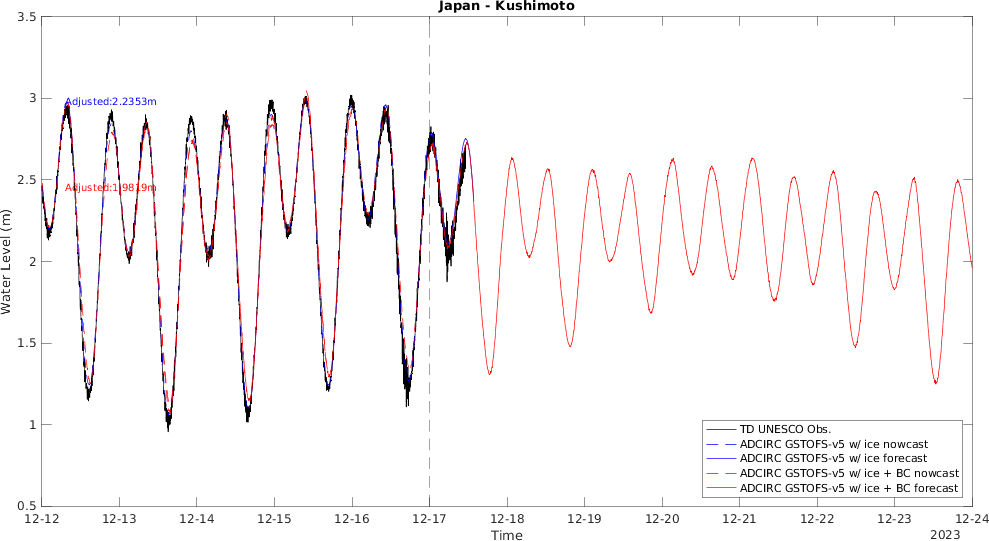 Japan - Kushimoto
3.5
3
2.5
2
1.5
1
0.5
Water Level (m)
Adjusted:2.2353m
Adjusted:1.9819m
TD UNESCO Obs.
ADCIRC GSTOFS-v5 w/ ice nowcast
ADCIRC GSTOFS-v5 w/ ice forecast
ADCIRC GSTOFS-v5 w/ ice + BC nowcast
ADCIRC GSTOFS-v5 w/ ice + BC forecast
12-12 12-13 12-14 12-15 12-16 12-17 12-18 12-19 12-20 12-21 12-22 12-23 12-24
Time
2023